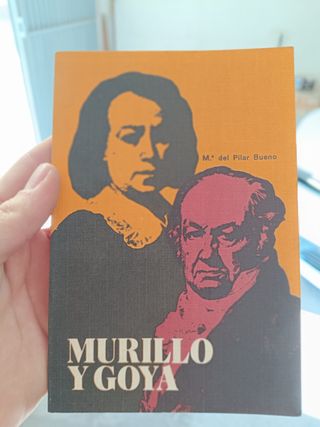 M.ª del Pilar Bueno
MURILLO
Y GOYA